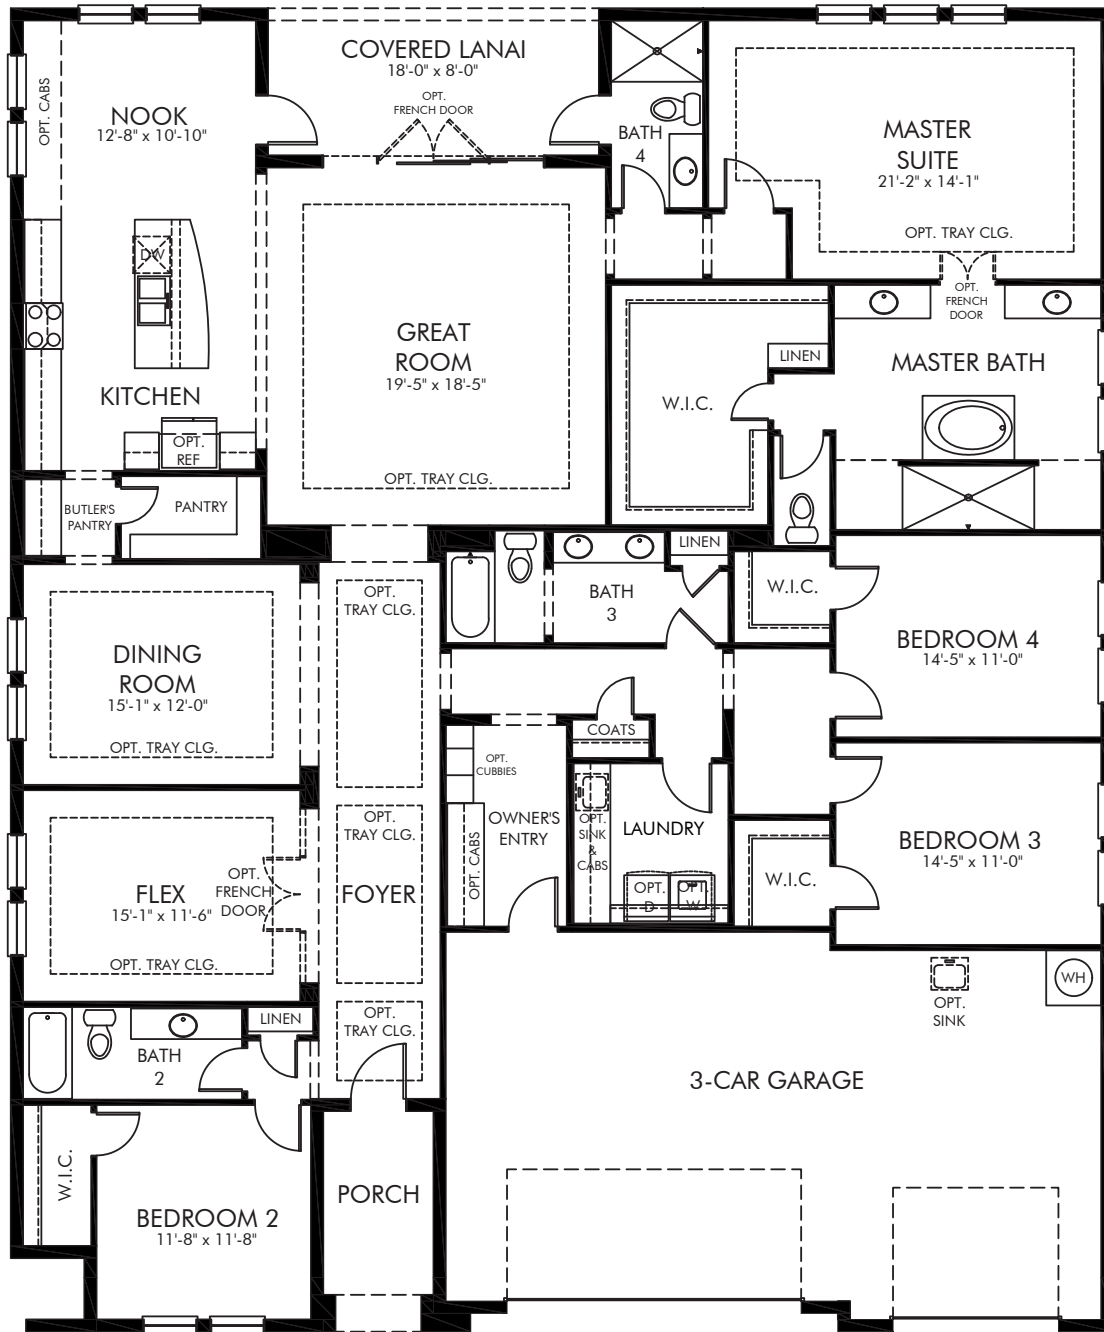 COVERED LANAI
18'-0" x 8'-0"
OPT.
FRENCH DOOR
NOOK
12'-8" x 10'-10"
OPT. CABS
BATH
4
MASTER
SUITE
21'-2" x 14'-1"
OPT. TRAY CLG.
OPT.
FRENCH
DOOR
DW
GREAT
ROOM
19'-5" x 18'-5"
OPT. TRAY CLG.
KITCHEN
OPT.
REF
LINEN
W.I.C.
MASTER BATH
BUTLER'S
PANTRY
PANTRY
LINEN
BATH
3
W.I.C.
BEDROOM 4
14'-5" x 11'-0"
OPT.
TRAY CLG.
DINING
ROOM
15'-1" x 12'-0"
OPT. TRAY CLG.
COATS
OPT.
CUBBIES
OWNER'S
ENTRY
OPT. CABS
OPT.
SINK
&
CABS
LAUNDRY
OPT.
D
OPT.
W
BEDROOM 3
14'-5" x 11'-0"
W.I.C.
OPT.
TRAY CLG.
FOYER
FLEX
15'-1" x 11'-6"
OPT.
FRENCH
DOOR
OPT. TRAY CLG.
OPT.
TRAY CLG.
OPT.
SINK
WH
LINEN
BATH
2
3-CAR GARAGE
W.I.C.
BEDROOM 2
11'-8" x 11'-8"
PORCH